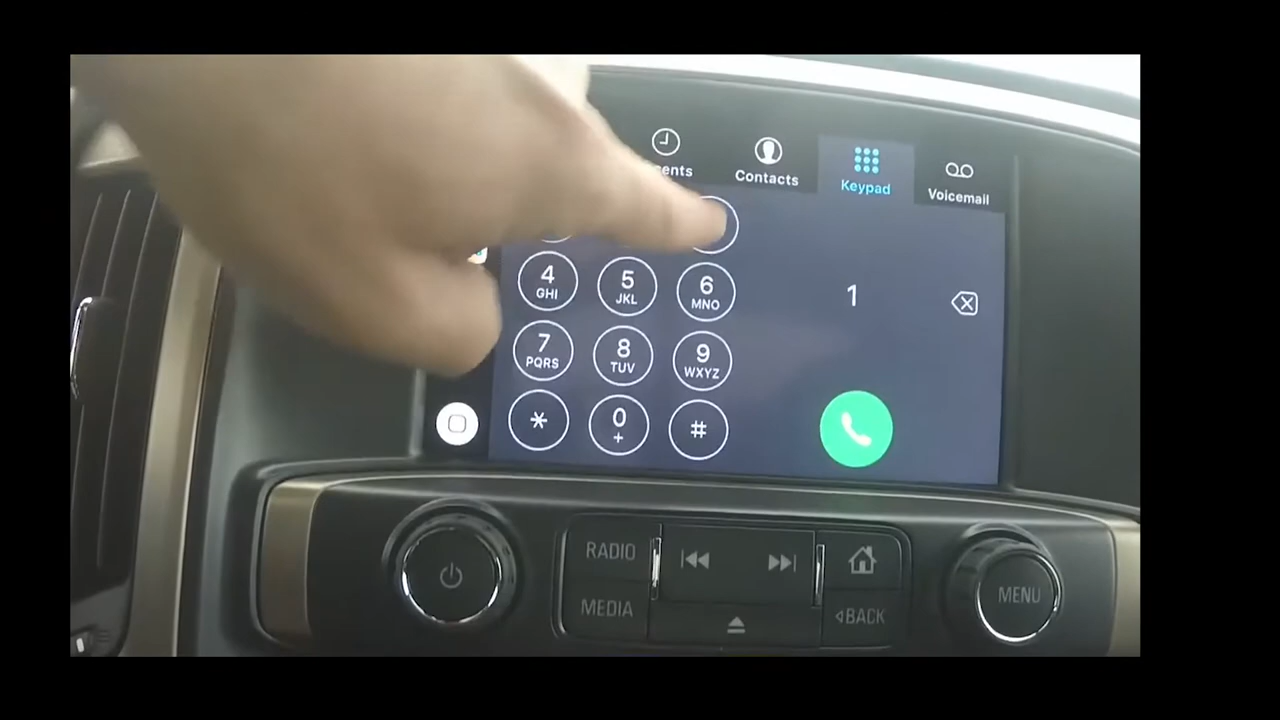 ents
Contacts
Keypad
Voicemail
4
GHI
5
JKL
6
MNO
1
7
PQRS
8
TUV
9
WXYZ
*
0
+
#
RADIO
MEDIA
BACK
MENU